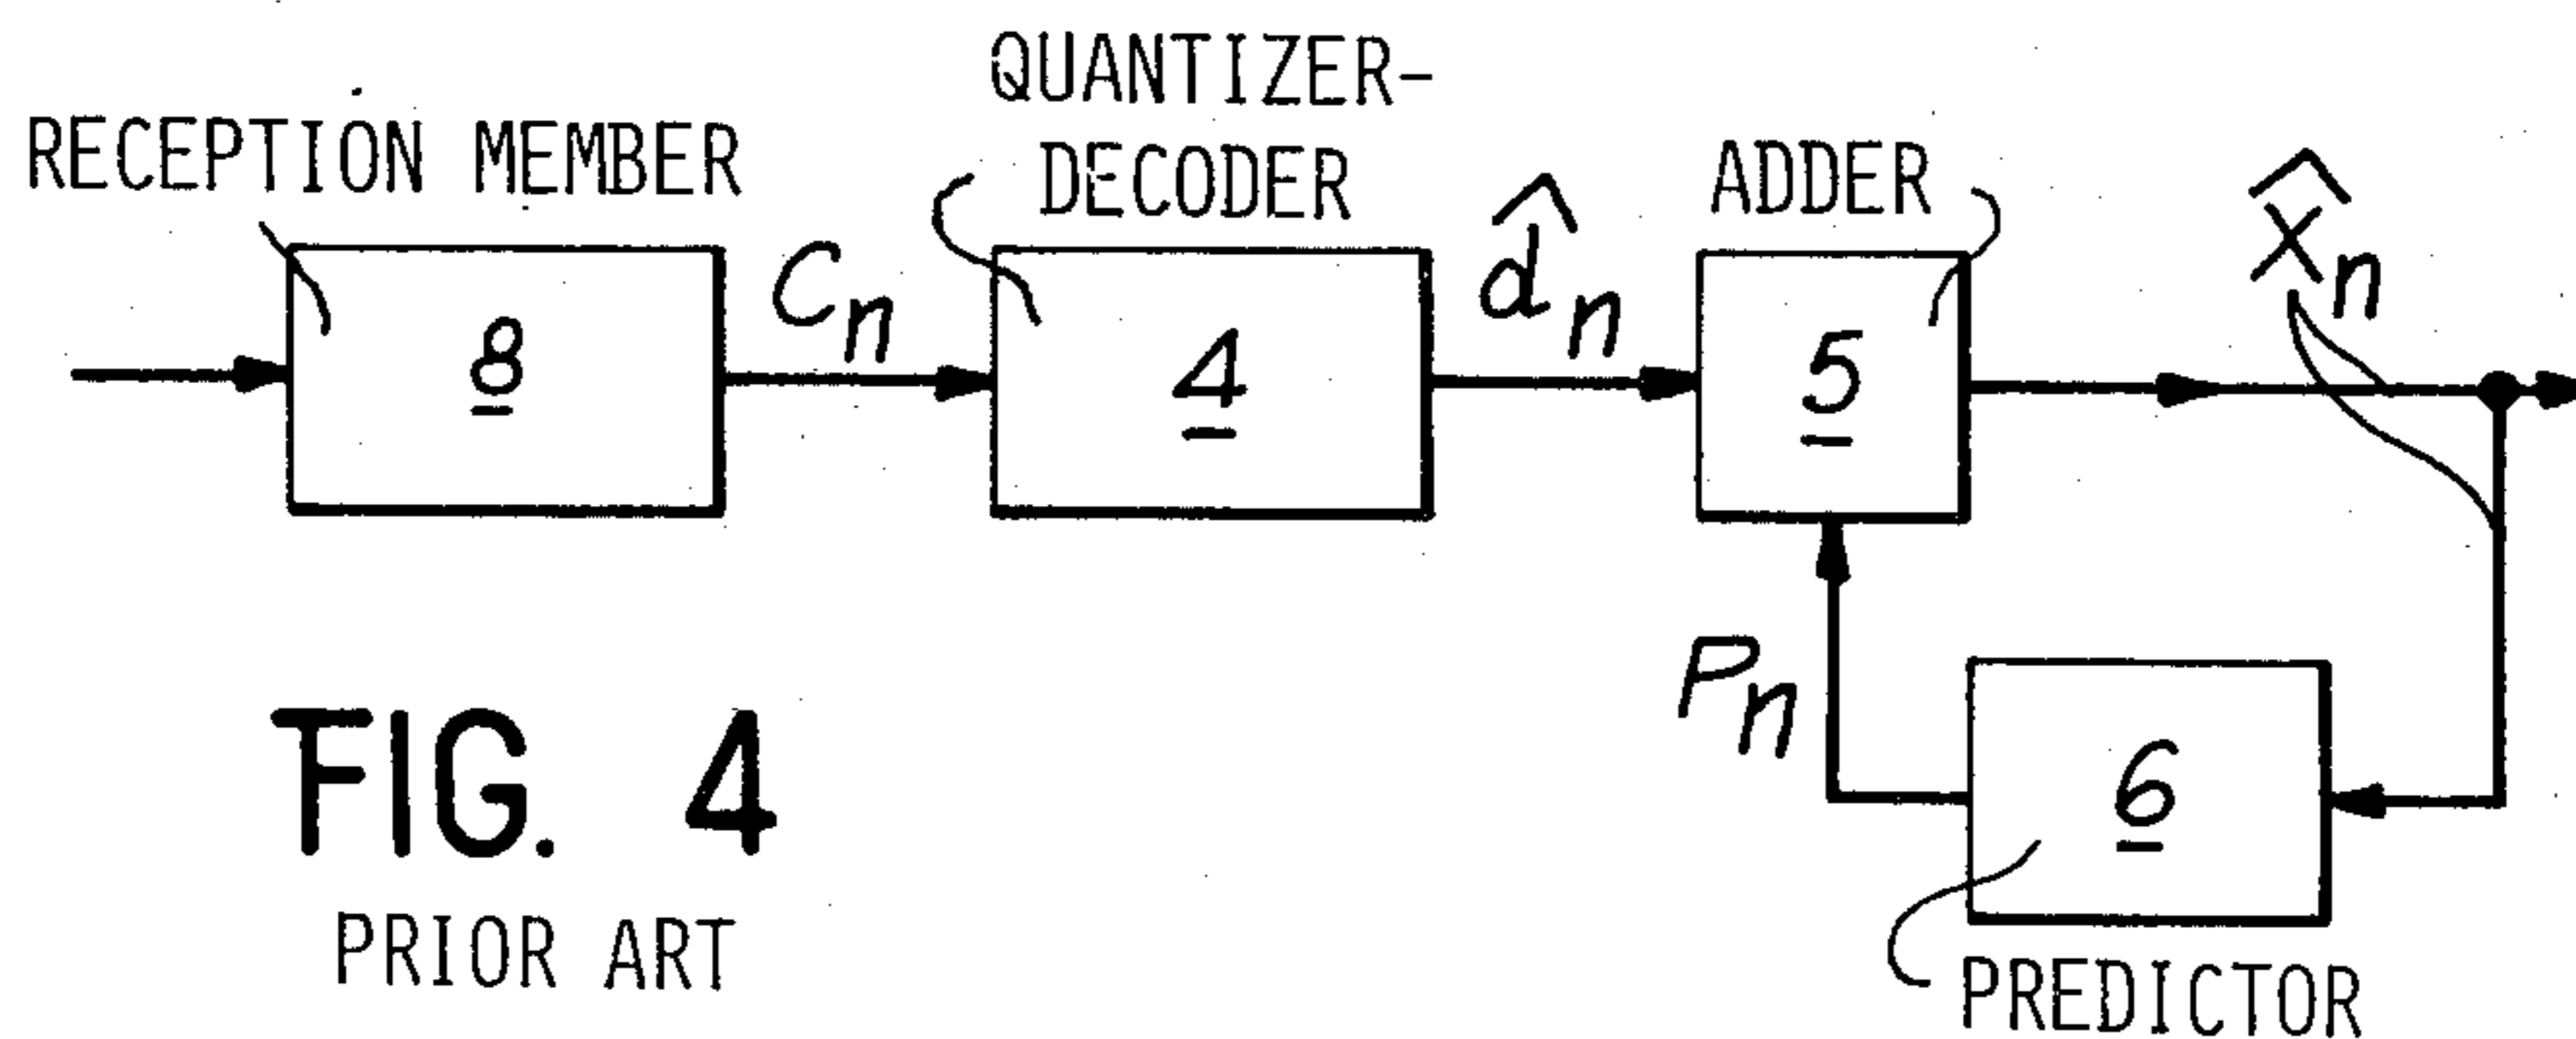 QUANTIZER-
DECODER
RECEPTION MEMBER
ADDER
8
Cₙ
4
d̂ₙ
5
x̂ₙ
Pₙ
6
PREDICTOR
FIG. 4
PRIOR ART